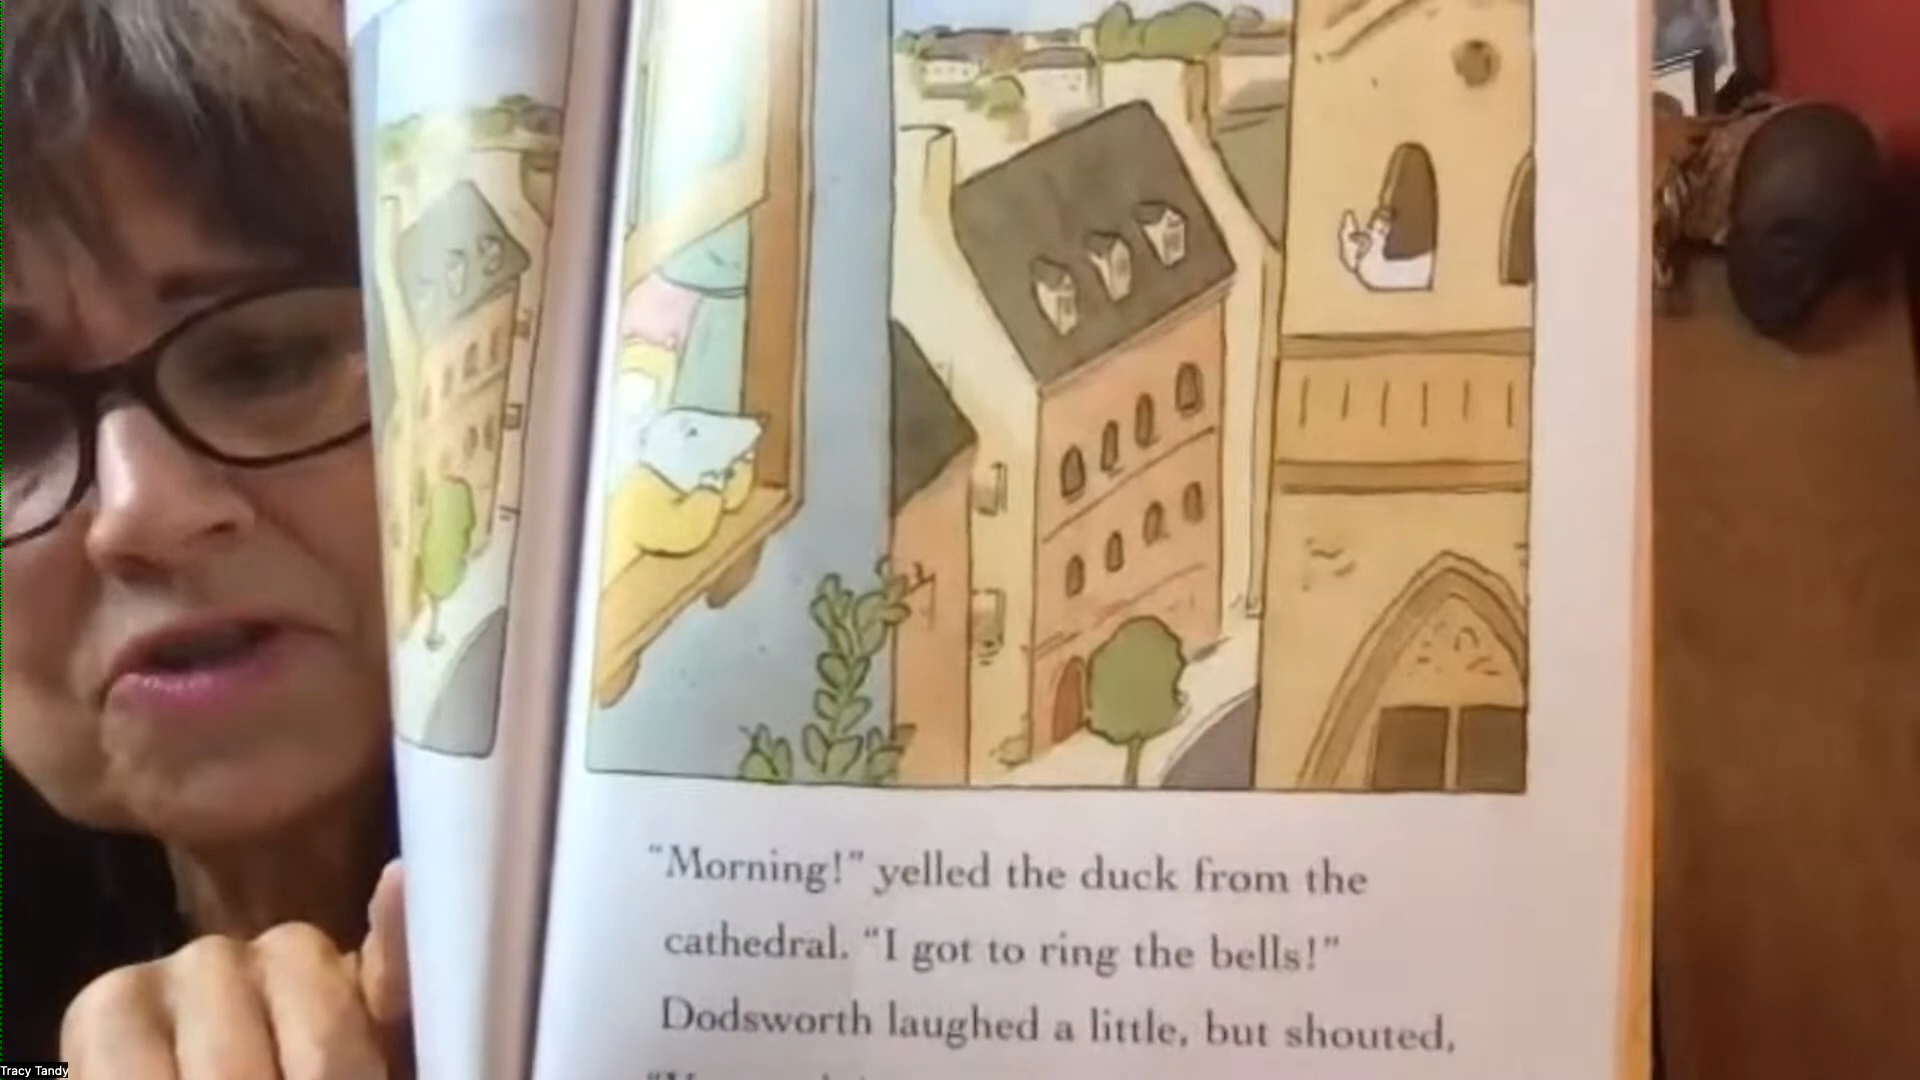 “Morning!” yelled the duck from the
cathedral. “I got to ring the bells!”
Dodsworth laughed a little, but shouted,
Tracy Tandy